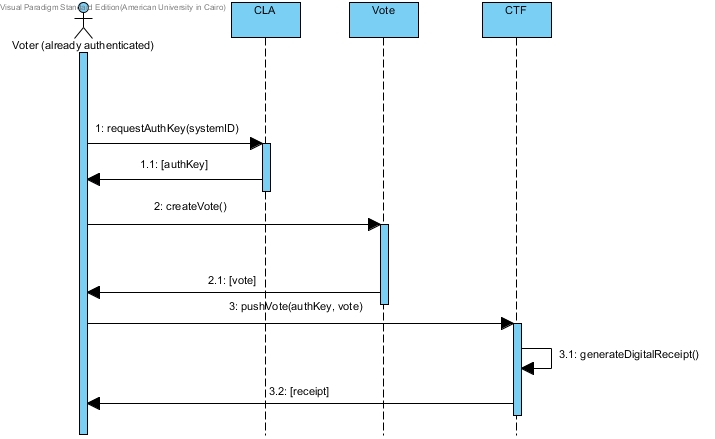 Visual Paradigm Standard Edition(American University in Cairo)
CLA
Vote
CTF
Voter (already authenticated)
1: requestAuthKey(systemID)
1.1: [authKey]
2: createVote()
2.1: [vote]
3: pushVote(authKey, vote)
3.1: generateDigitalReceipt()
3.2: [receipt]